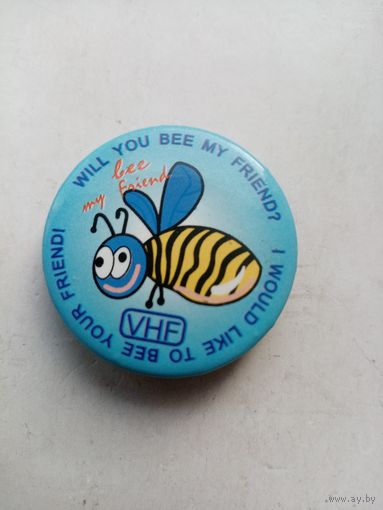 WILL YOU BEE MY FRIEND? I WOULD LIKE TO BEE YOUR FRIEND!
bee
my Friend
VHF
www.ay.by